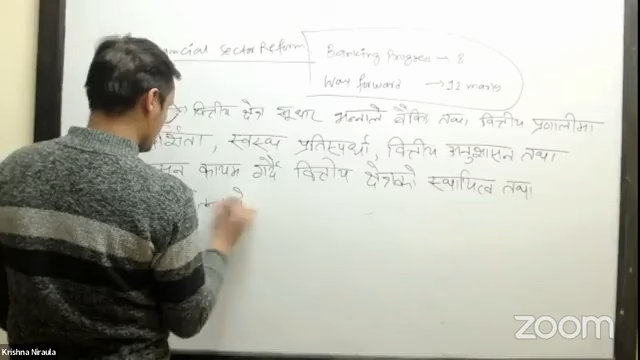 Sector Reform
Banking Progress → 8
Way forward → 12 marks
वित्तीय क्षेत्र सुधार भन्नाले बैंकिङ तथा वित्तीय प्रणालीमा
स्वस्थ प्रतिस्पर्धा, वित्तीय अनुशासन तथा
कायम गर्दै वित्तीय क्षेत्रको स्थायित्व तथा
zoom
Krishna Niraula